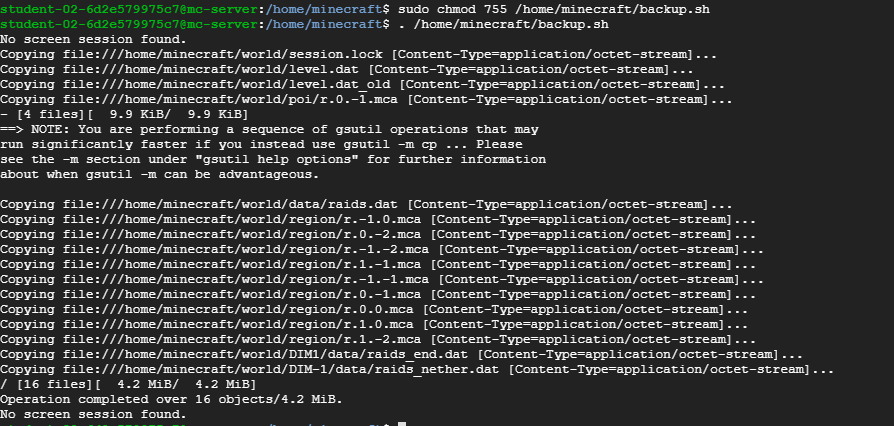 student-02-6d2e579975c7@mc-server:/home/minecraft$ sudo chmod 755 /home/minecraft/backup.sh
student-02-6d2e579975c7@mc-server:/home/minecraft$ . /home/minecraft/backup.sh
No screen session found.
Copying file:///home/minecraft/world/session.lock [Content-Type=application/octet-stream]...
Copying file:///home/minecraft/world/level.dat [Content-Type=application/octet-stream]...
Copying file:///home/minecraft/world/level.dat_old [Content-Type=application/octet-stream]...
Copying file:///home/minecraft/world/poi/r.0.-1.mca [Content-Type=application/octet-stream]...
- [4 files][  9.9 KiB/  9.9 KiB]
==> NOTE: You are performing a sequence of gsutil operations that may
run significantly faster if you instead use gsutil -m cp ... Please
see the -m section under "gsutil help options" for further information
about when gsutil -m can be advantageous.
Copying file:///home/minecraft/world/data/raids.dat [Content-Type=application/octet-stream]...
Copying file:///home/minecraft/world/region/r.-1.0.mca [Content-Type=application/octet-stream]...
Copying file:///home/minecraft/world/region/r.0.-2.mca [Content-Type=application/octet-stream]...
Copying file:///home/minecraft/world/region/r.-1.-2.mca [Content-Type=application/octet-stream]...
Copying file:///home/minecraft/world/region/r.1.-1.mca [Content-Type=application/octet-stream]...
Copying file:///home/minecraft/world/region/r.-1.-1.mca [Content-Type=application/octet-stream]...
Copying file:///home/minecraft/world/region/r.0.-1.mca [Content-Type=application/octet-stream]...
Copying file:///home/minecraft/world/region/r.0.0.mca [Content-Type=application/octet-stream]...
Copying file:///home/minecraft/world/region/r.1.0.mca [Content-Type=application/octet-stream]...
Copying file:///home/minecraft/world/region/r.1.-2.mca [Content-Type=application/octet-stream]...
Copying file:///home/minecraft/world/DIM1/data/raids_end.dat [Content-Type=application/octet-stream]...
Copying file:///home/minecraft/world/DIM-1/data/raids_nether.dat [Content-Type=application/octet-stream]...
/ [16 files][  4.2 MiB/  4.2 MiB]
Operation completed over 16 objects/4.2 MiB.
No screen session found.